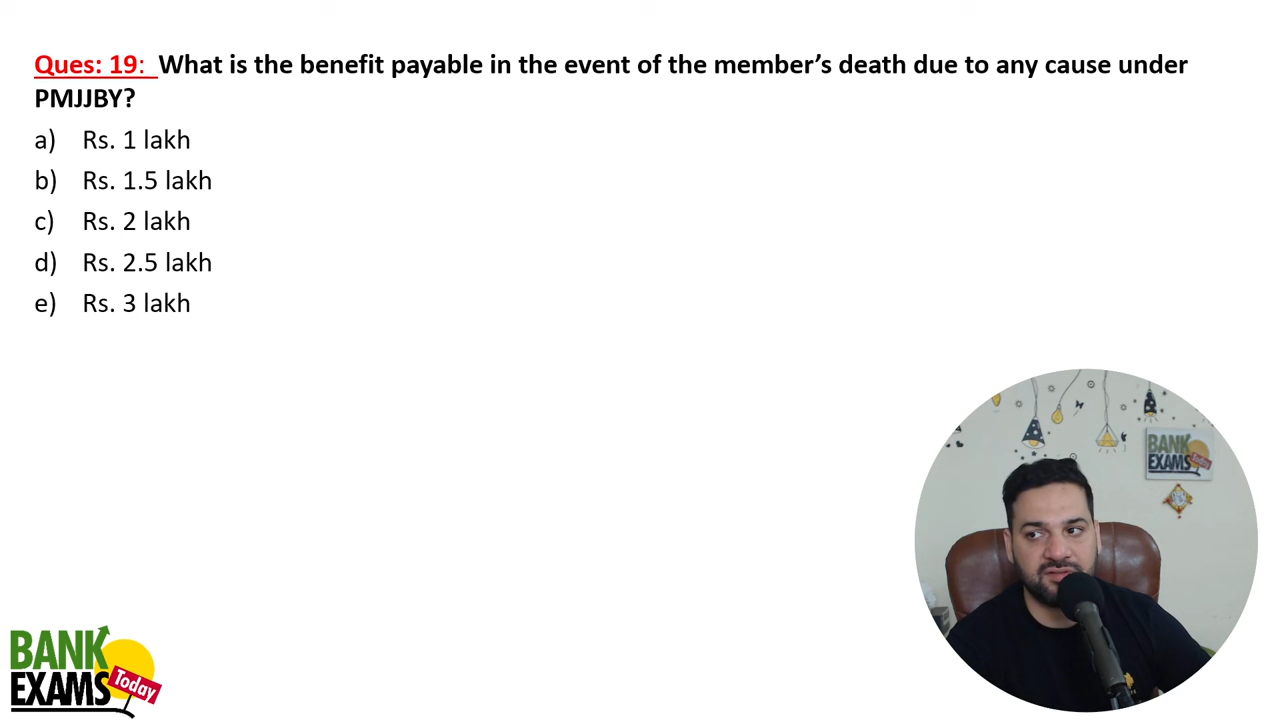 Ques: 19: What is the benefit payable in the event of the member’s death due to any cause under
PMJJBY?
a) Rs. 1 lakh
b) Rs. 1.5 lakh
c) Rs. 2 lakh
d) Rs. 2.5 lakh
e) Rs. 3 lakh
BANK
EXAMS
Today
BANK
EXAMS
Today